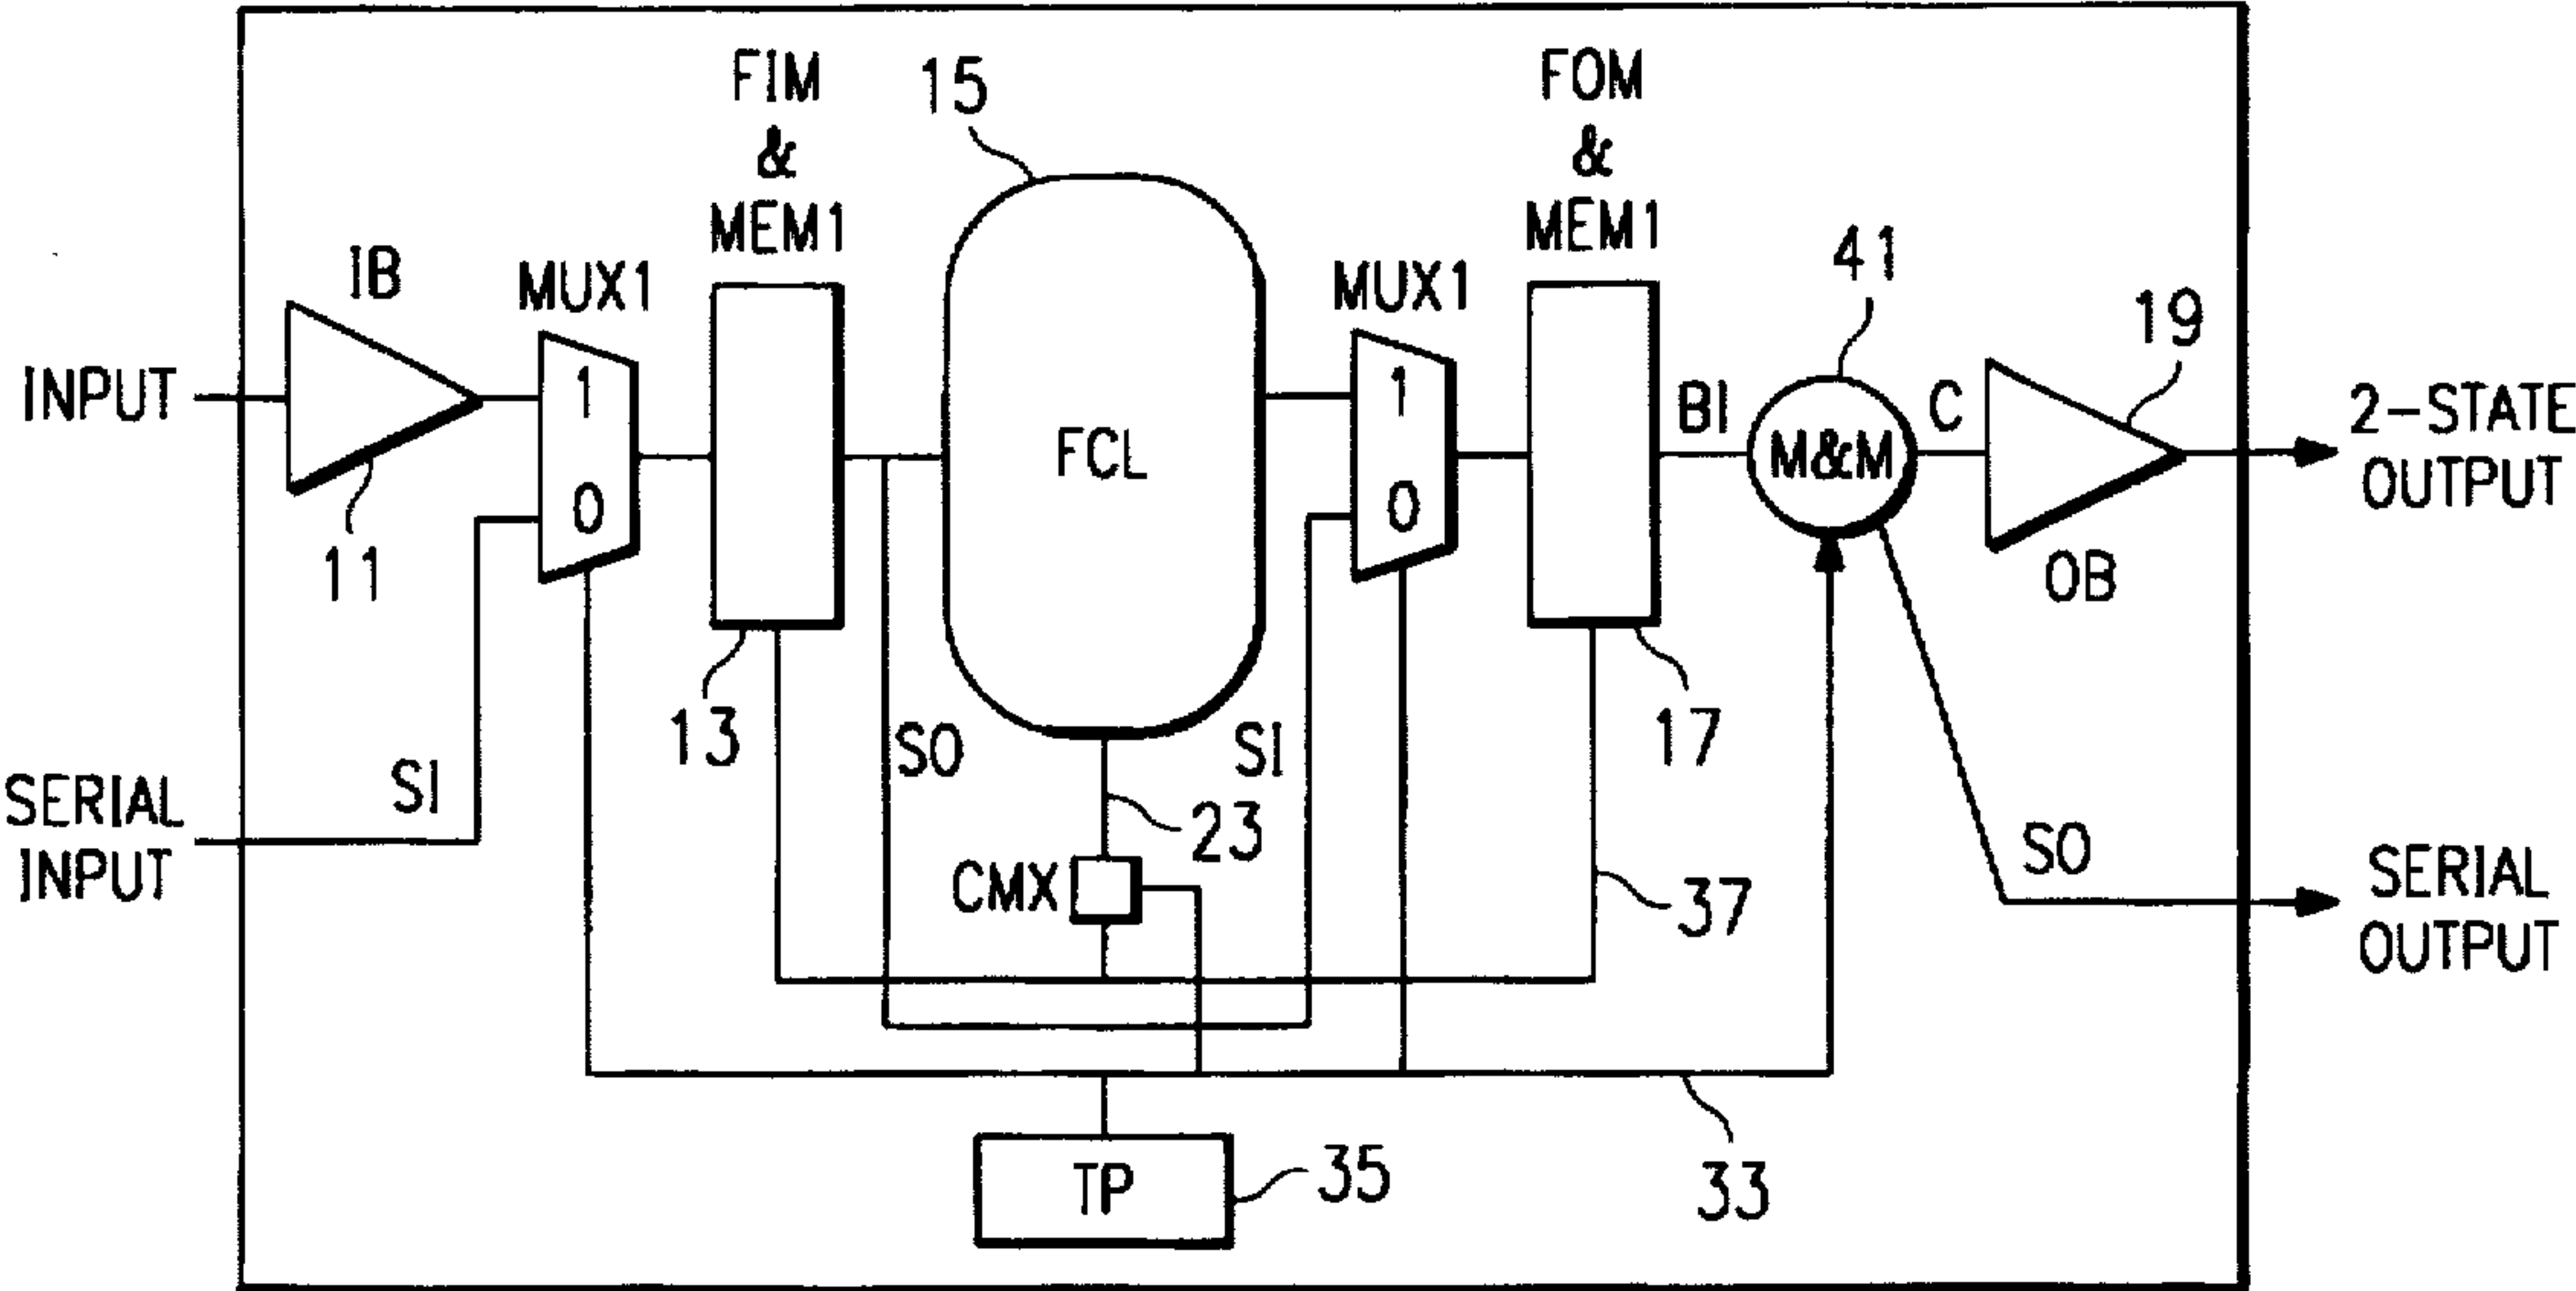 FIM
&
MEM1
15
FOM
&
MEM1
41
IB
MUX1
MUX1
19
INPUT
1
0
FCL
1
0
BI
M&M
C
2-STATE
OUTPUT
11
OB
13
SO
SI
17
SI
SERIAL
INPUT
23
CMX
37
SO
SERIAL
OUTPUT
TP
35
33